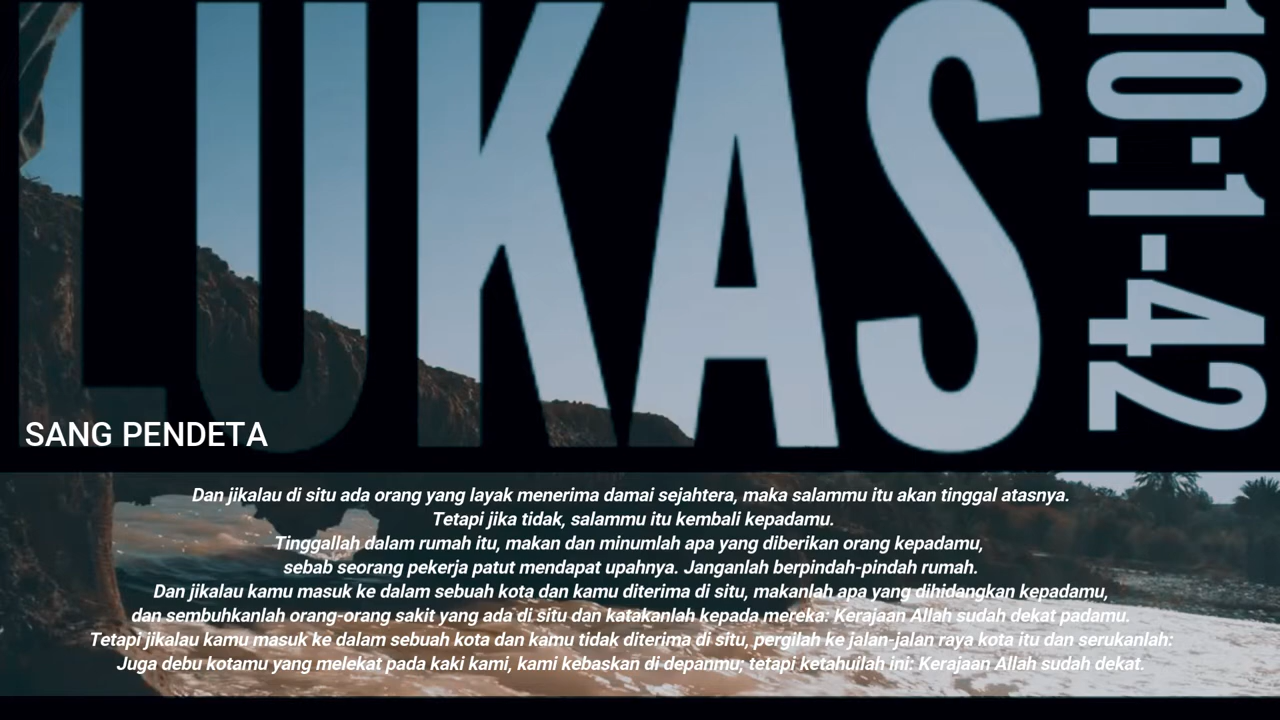 LUKAS
10:1-42
SANG PENDETA
Dan jikalau di situ ada orang yang layak menerima damai sejahtera, maka salammu itu akan tinggal atasnya.
Tetapi jika tidak, salammu itu kembali kepadamu.
Tinggallah dalam rumah itu, makan dan minumlah apa yang diberikan orang kepadamu,
sebab seorang pekerja patut mendapat upahnya. Janganlah berpindah-pindah rumah.
Dan jikalau kamu masuk ke dalam sebuah kota dan kamu diterima di situ, makanlah apa yang dihidangkan kepadamu,
dan sembuhkanlah orang-orang sakit yang ada di situ dan katakanlah kepada mereka: Kerajaan Allah sudah dekat padamu.
Tetapi jikalau kamu masuk ke dalam sebuah kota dan kamu tidak diterima di situ, pergilah ke jalan-jalan raya kota itu dan serukanlah:
Juga debu kotamu yang melekat pada kaki kami, kami kebaskan di depanmu; tetapi ketahuilah ini: Kerajaan Allah sudah dekat.